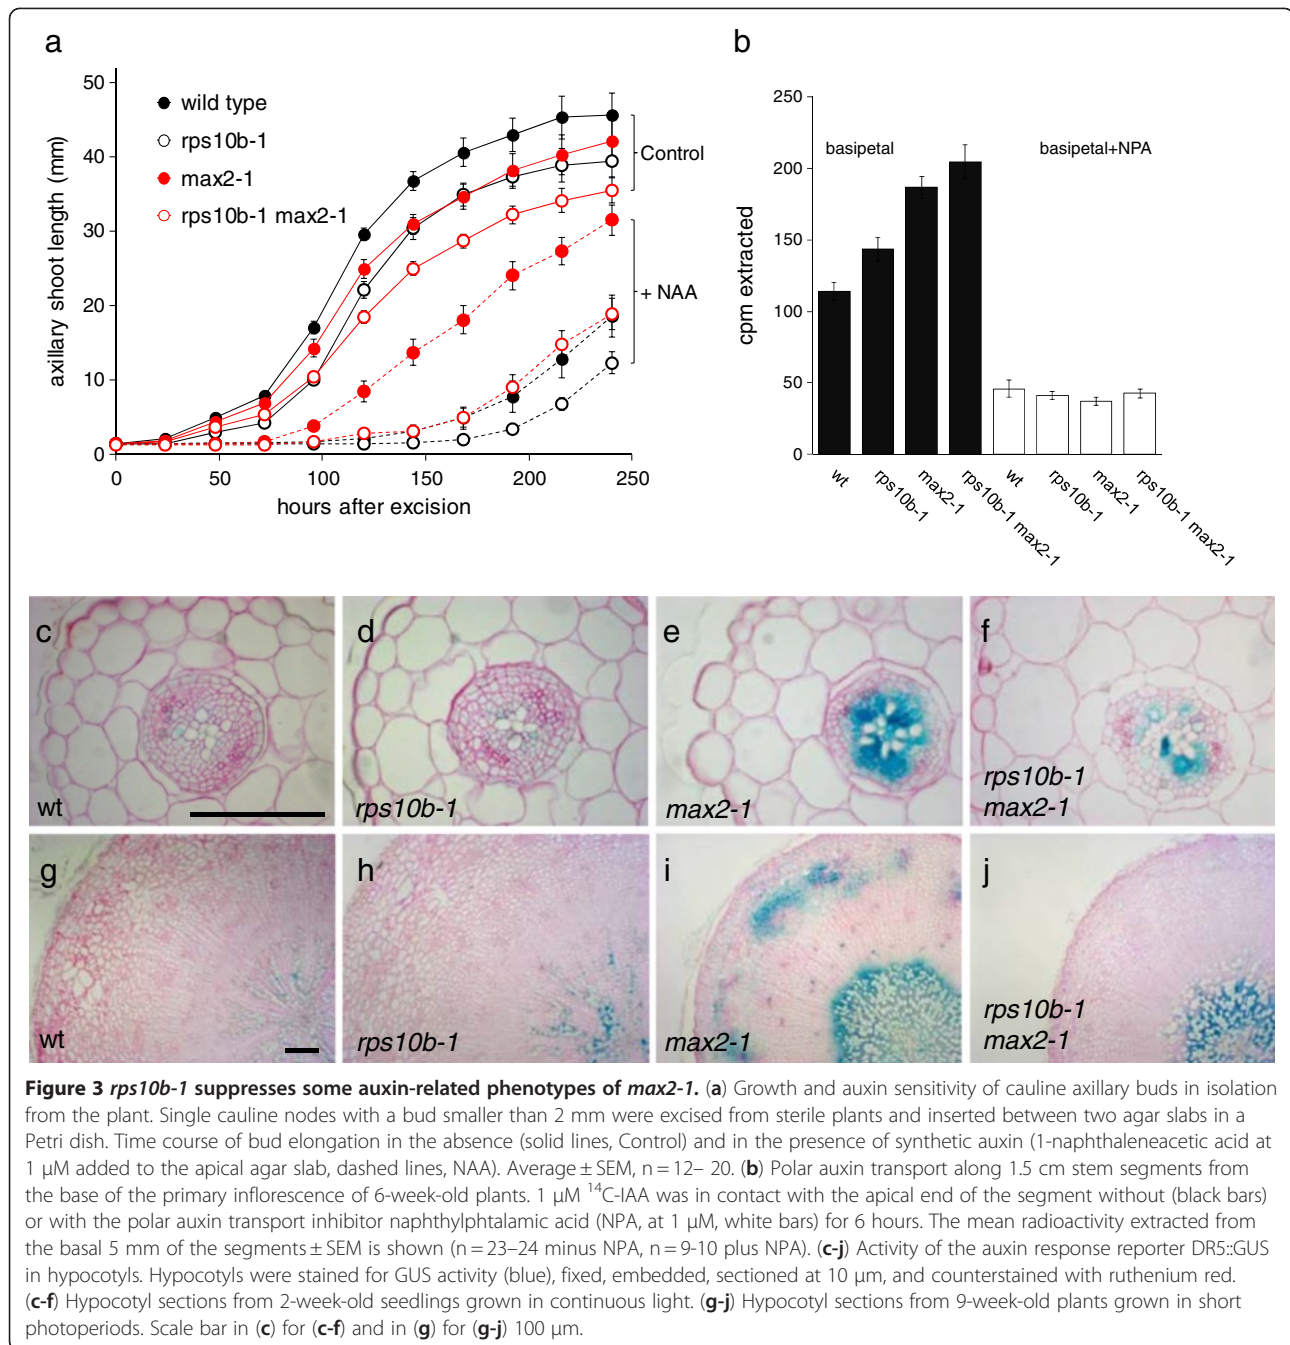 a
50
40
30
20
10
0
axillary shoot length (mm)
wild type
rps10b-1
max2-1
rps10b-1 max2-1
Control
+ NAA
0
50
100
150
200
250
hours after excision
b
250
200
150
100
50
0
cpm extracted
basipetal
basipetal+NPA
wt
rps10b-1
max2-1
rps10b-1 max2-1
wt
rps10b-1
max2-1
rps10b-1 max2-1
c
wt
d
rps10b-1
e
max2-1
f
rps10b-1
max2-1
g
wt
h
rps10b-1
i
max2-1
j
rps10b-1
max2-1
Figure 3 rps10b-1 suppresses some auxin-related phenotypes of max2-1. (a) Growth and auxin sensitivity of cauline axillary buds in isolation
from the plant. Single cauline nodes with a bud smaller than 2 mm were excised from sterile plants and inserted between two agar slabs in a
Petri dish. Time course of bud elongation in the absence (solid lines, Control) and in the presence of synthetic auxin (1-naphthaleneacetic acid at
1 μM added to the apical agar slab, dashed lines, NAA). Average ± SEM, n = 12– 20. (b) Polar auxin transport along 1.5 cm stem segments from
the base of the primary inflorescence of 6-week-old plants. 1 μM ¹⁴C-IAA was in contact with the apical end of the segment without (black bars)
or with the polar auxin transport inhibitor naphthylphtalamic acid (NPA, at 1 μM, white bars) for 6 hours. The mean radioactivity extracted from
the basal 5 mm of the segments ± SEM is shown (n = 23–24 minus NPA, n = 9-10 plus NPA). (c-j) Activity of the auxin response reporter DR5::GUS
in hypocotyls. Hypocotyls were stained for GUS activity (blue), fixed, embedded, sectioned at 10 μm, and counterstained with ruthenium red.
(c-f) Hypocotyl sections from 2-week-old seedlings grown in continuous light. (g-j) Hypocotyl sections from 9-week-old plants grown in short
photoperiods. Scale bar in (c) for (c-f) and in (g) for (g-j) 100 μm.